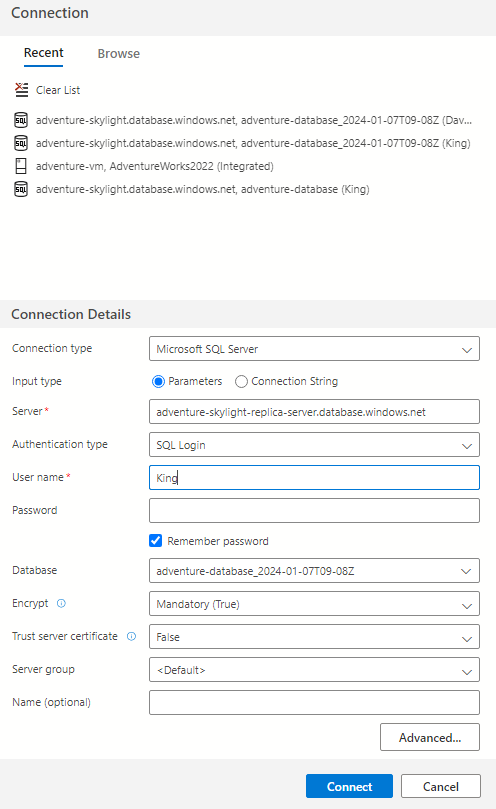 Connection
Recent Browse
Clear List
adventure-skylight.database.windows.net, adventure-database_2024-01-07T09-08Z (Dav...
adventure-skylight.database.windows.net, adventure-database_2024-01-07T09-08Z (King)
adventure-vm, AdventureWorks2022 (Integrated)
adventure-skylight.database.windows.net, adventure-database (King)
Connection Details
Connection type Microsoft SQL Server
Input type Parameters Connection String
Server* adventure-skylight-replica-server.database.windows.net
Authentication type SQL Login
User name* King
Password
Remember password
Database adventure-database_2024-01-07T09-08Z
Encrypt Mandatory (True)
Trust server certificate False
Server group <Default>
Name (optional)
Advanced...
Connect Cancel